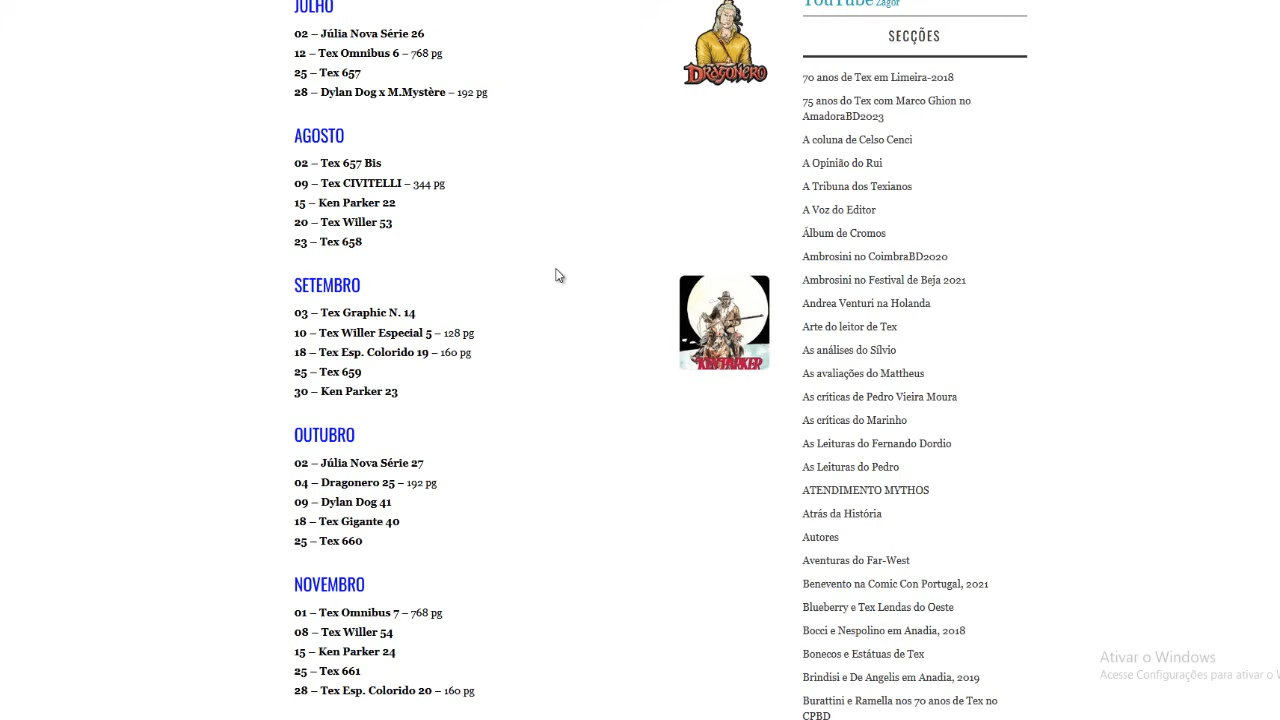 JULHO
02 – Júlia Nova Série 26
12 – Tex Omnibus 6 – 768 pg
25 – Tex 657
28 – Dylan Dog x M.Mystère – 192 pg
AGOSTO
02 – Tex 657 Bis
09 – Tex CIVITELLI – 344 pg
15 – Ken Parker 22
20 – Tex Willer 53
23 – Tex 658
SETEMBRO
03 – Tex Graphic N. 14
10 – Tex Willer Especial 5 – 128 pg
18 – Tex Esp. Colorido 19 – 160 pg
25 – Tex 659
30 – Ken Parker 23
OUTUBRO
02 – Júlia Nova Série 27
04 – Dragonero 25 – 192 pg
09 – Dylan Dog 41
18 – Tex Gigante 40
25 – Tex 660
NOVEMBRO
01 – Tex Omnibus 7 – 768 pg
08 – Tex Willer 54
15 – Ken Parker 24
25 – Tex 661
28 – Tex Esp. Colorido 20 – 160 pg
DRAGONERO
KEN PARKER
YouTube Zagor
SECÇÕES
70 anos de Tex em Limeira-2018
75 anos do Tex com Marco Ghion no
AmadoraBD2023
A coluna de Celso Cenci
A Opinião do Rui
A Tribuna dos Texianos
A Voz do Editor
Álbum de Cromos
Ambrosini no CoimbraBD2020
Ambrosini no Festival de Beja 2021
Andrea Venturi na Holanda
Arte do leitor de Tex
As análises do Sílvio
As avaliações do Mattheus
As críticas de Pedro Vieira Moura
As críticas do Marinho
As Leituras do Fernando Dordio
As Leituras do Pedro
ATENDIMENTO MYTHOS
Atrás da História
Autores
Aventuras do Far-West
Benevento na Comic Con Portugal, 2021
Blueberry e Tex Lendas do Oeste
Bocci e Nespolino em Anadia, 2018
Bonecos e Estátuas de Tex
Brindisi e De Angelis em Anadia, 2019
Burattini e Ramella nos 70 anos de Tex no
CPBD
Ativar o Windows
Acesse Configurações para ativar o W